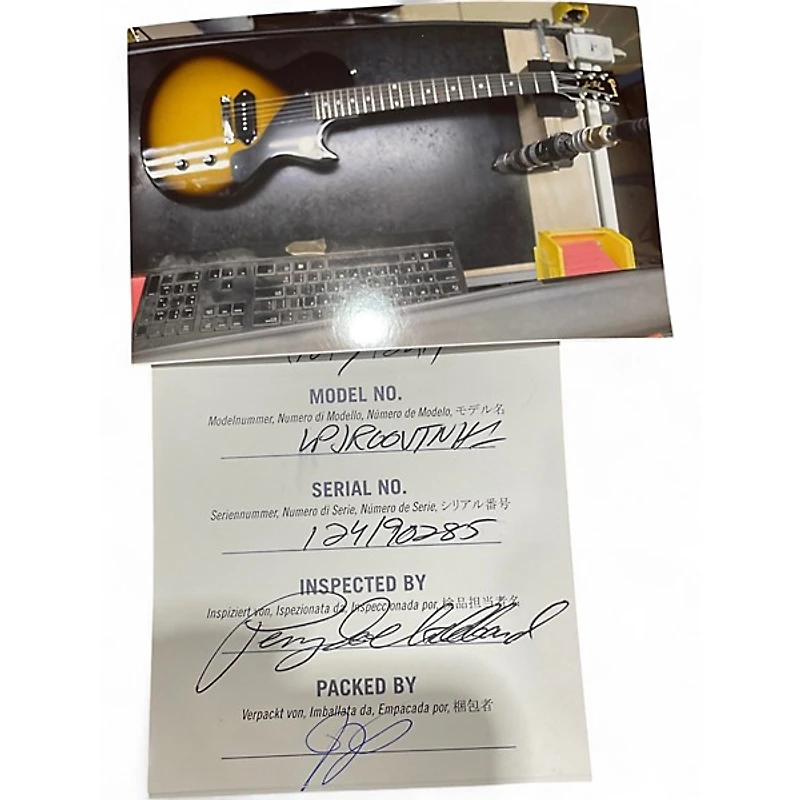 Gibson
MODEL NO.
Modelnummer, Numero di Modello, Número de Modelo, モデル名
LPJR00VTNH1
SERIAL NO.
Seriennummer, Numero di Serie, Número de Serie, シリアル番号
124190285
INSPECTED BY
Inspiziert von, Ispezionata da, Inspeccionada por, 検品担当者名
PACKED BY
Verpackt von, Imballata da, Empacada por, 梱包者